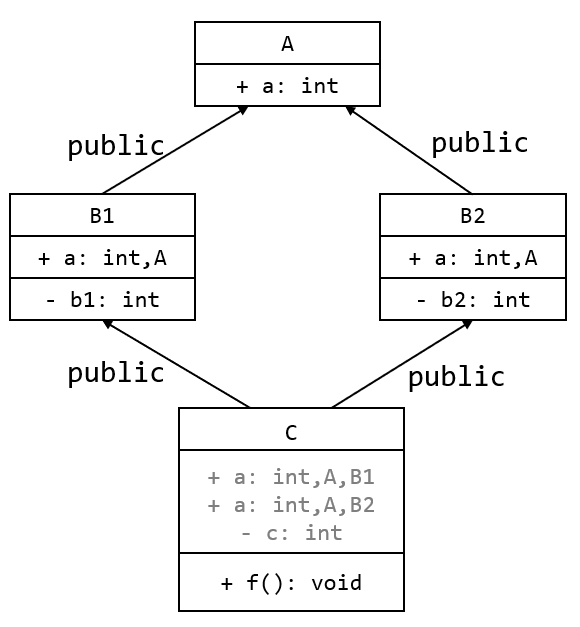 A
+ a: int
public
public
B1
+ a: int,A
- b1: int
B2
+ a: int,A
- b2: int
public
public
C
+ a: int,A,B1
+ a: int,A,B2
- c: int
+ f(): void